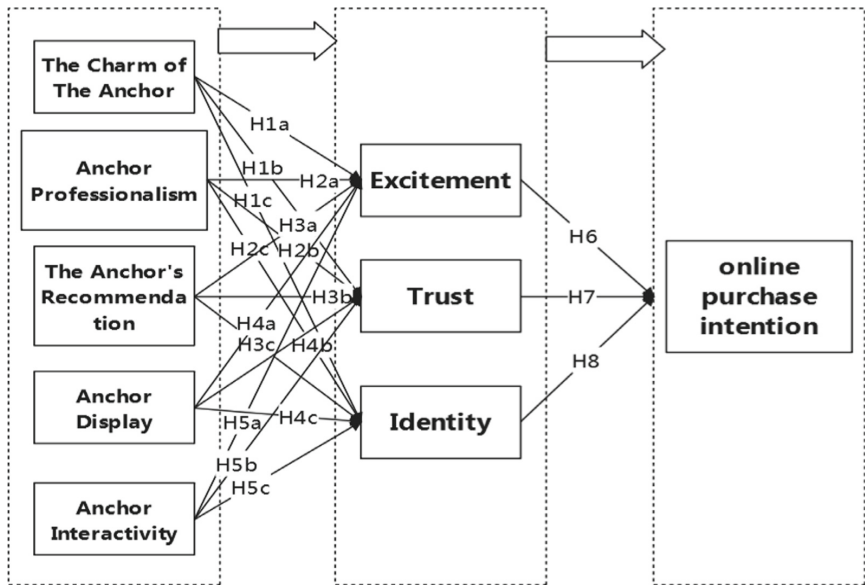 The Charm of
The Anchor
Anchor
Professionalism
The Anchor's
Recommenda
tion
Anchor
Display
Anchor
Interactivity
H1a
H1b
H1c
H2a
H2b
H2c
H3a
H3b
H3c
H4a
H4b
H4c
H5a
H5b
H5c
Excitement
Trust
Identity
H6
H7
H8
online
purchase
intention